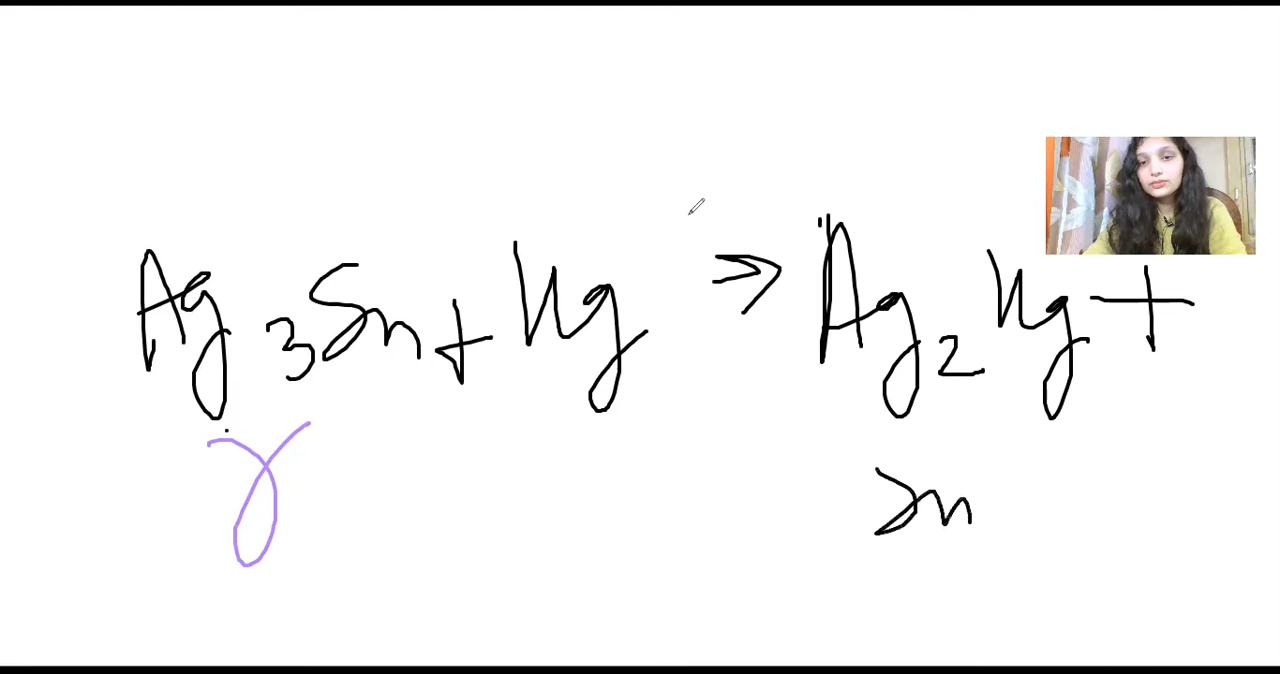 Ag3Sn + Hg ⇒ Ag2Hg +
Sn
γ